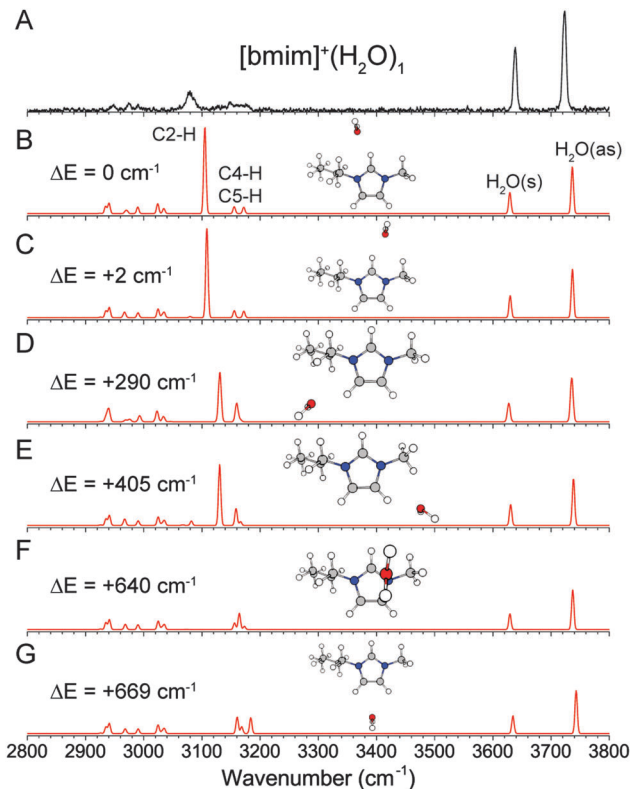 A
[bmim]⁺(H₂O)₁
B
C2-H
ΔE = 0 cm⁻¹
C4-H
C5-H
H₂O(s)
H₂O(as)
C
ΔE = +2 cm⁻¹
D
ΔE = +290 cm⁻¹
E
ΔE = +405 cm⁻¹
F
ΔE = +640 cm⁻¹
G
ΔE = +669 cm⁻¹
2800 2900 3000 3100 3200 3300 3400 3500 3600 3700 3800
Wavenumber (cm⁻¹)